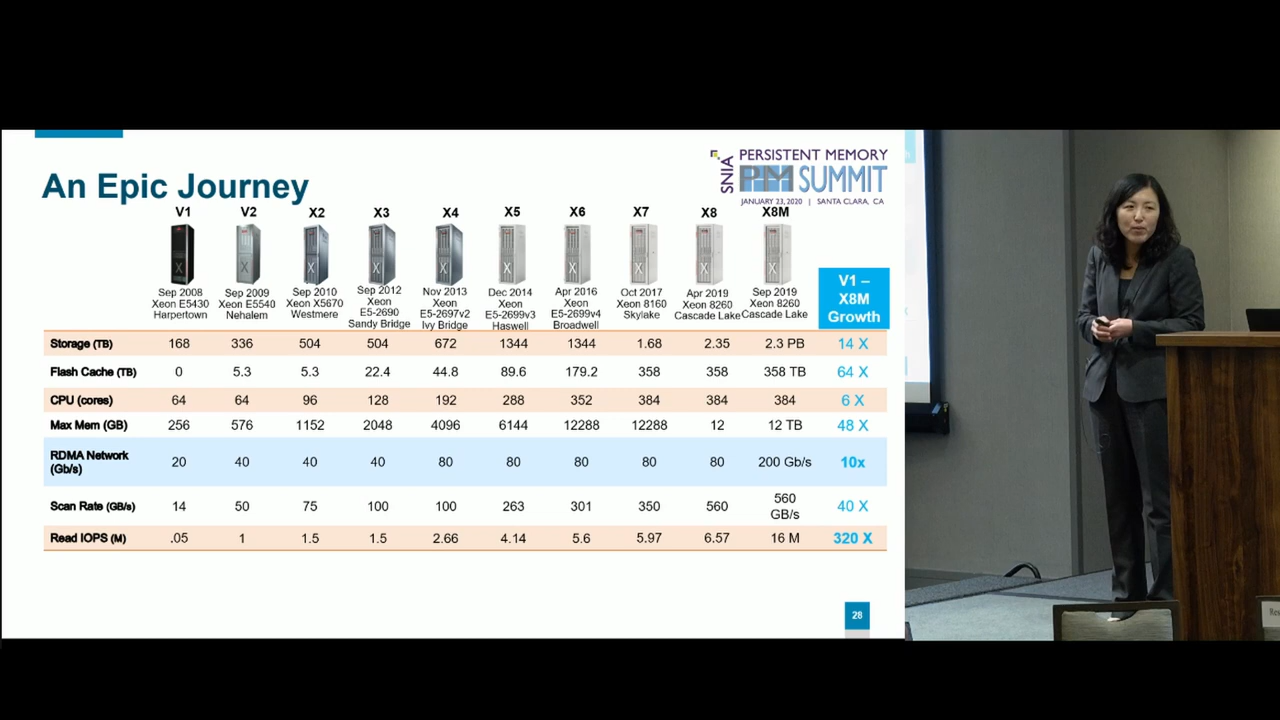 An Epic Journey
SNIA
PERSISTENT MEMORY
PM SUMMIT
JANUARY 23, 2020 | SANTA CLARA, CA
V1 V2 X2 X3 X4 X5 X6 X7 X8 X8M
Sep 2008
Xeon E5430
Harpertown
Sep 2009
Xeon E5540
Nehalem
Sep 2010
Xeon X5670
Westmere
Sep 2012
Xeon
E5-2690
Sandy Bridge
Nov 2013
Xeon
E5-2697v2
Ivy Bridge
Dec 2014
Xeon
E5-2699v3
Haswell
Apr 2016
Xeon
E5-2699v4
Broadwell
Oct 2017
Xeon 8160
Skylake
Apr 2019
Xeon 8260
Cascade Lake
Sep 2019
Xeon 8260
Cascade Lake
V1 –
X8M
Growth
Storage (TB) 168 336 504 504 672 1344 1344 1.68 2.35 2.3 PB 14 X
Flash Cache (TB) 0 5.3 5.3 22.4 44.8 89.6 179.2 358 358 358 TB 64 X
CPU (cores) 64 64 96 128 192 288 352 384 384 384 6 X
Max Mem (GB) 256 576 1152 2048 4096 6144 12288 12288 12 12 TB 48 X
RDMA Network
(Gb/s) 20 40 40 40 80 80 80 80 80 200 Gb/s 10x
Scan Rate (GB/s) 14 50 75 100 100 263 301 350 560 560
GB/s 40 X
Read IOPS (M) .05 1 1.5 1.5 2.66 4.14 5.6 5.97 6.57 16 M 320 X
28